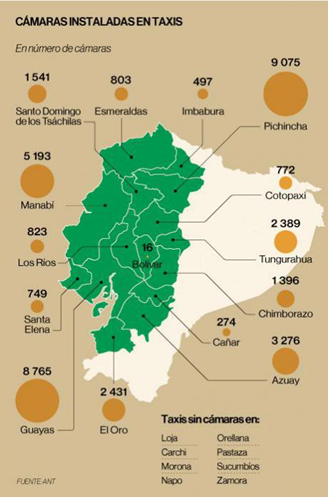 CÁMARAS INSTALADAS EN TAXIS
En número de cámaras
1 541
Santo Domingo
de los Tsáchilas
803
Esmeraldas
497
Imbabura
9 075
Pichincha
5 193
Manabí
772
Cotopaxi
823
Los Ríos
16
Bolívar
2 389
Tungurahua
749
Santa
Elena
1 396
Chimborazo
274
Cañar
3 276
Azuay
8 765
Guayas
2 431
El Oro
Taxis sin cámaras en:
Loja Orellana
Carchi Pastaza
Morona Sucumbios
Napo Zamora
FUENTE: ANT